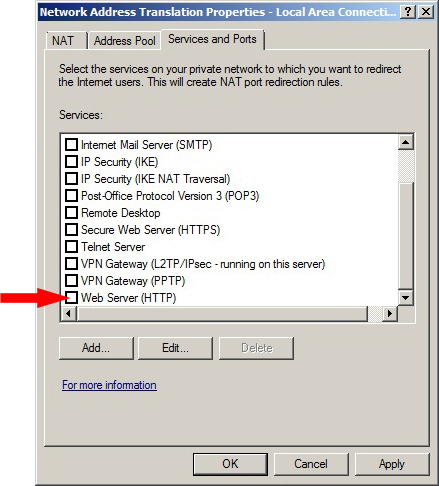 Network Address Translation Properties - Local Area Connecti...
NAT
Address Pool
Services and Ports
Select the services on your private network to which you want to redirect
the Internet users. This will create NAT port redirection rules.
Services:
Internet Mail Server (SMTP)
IP Security (IKE)
IP Security (IKE NAT Traversal)
Post-Office Protocol Version 3 (POP3)
Remote Desktop
Secure Web Server (HTTPS)
Telnet Server
VPN Gateway (L2TP/IPsec - running on this server)
VPN Gateway (PPTP)
Web Server (HTTP)
Add...
Edit...
Delete
For more information
OK
Cancel
Apply